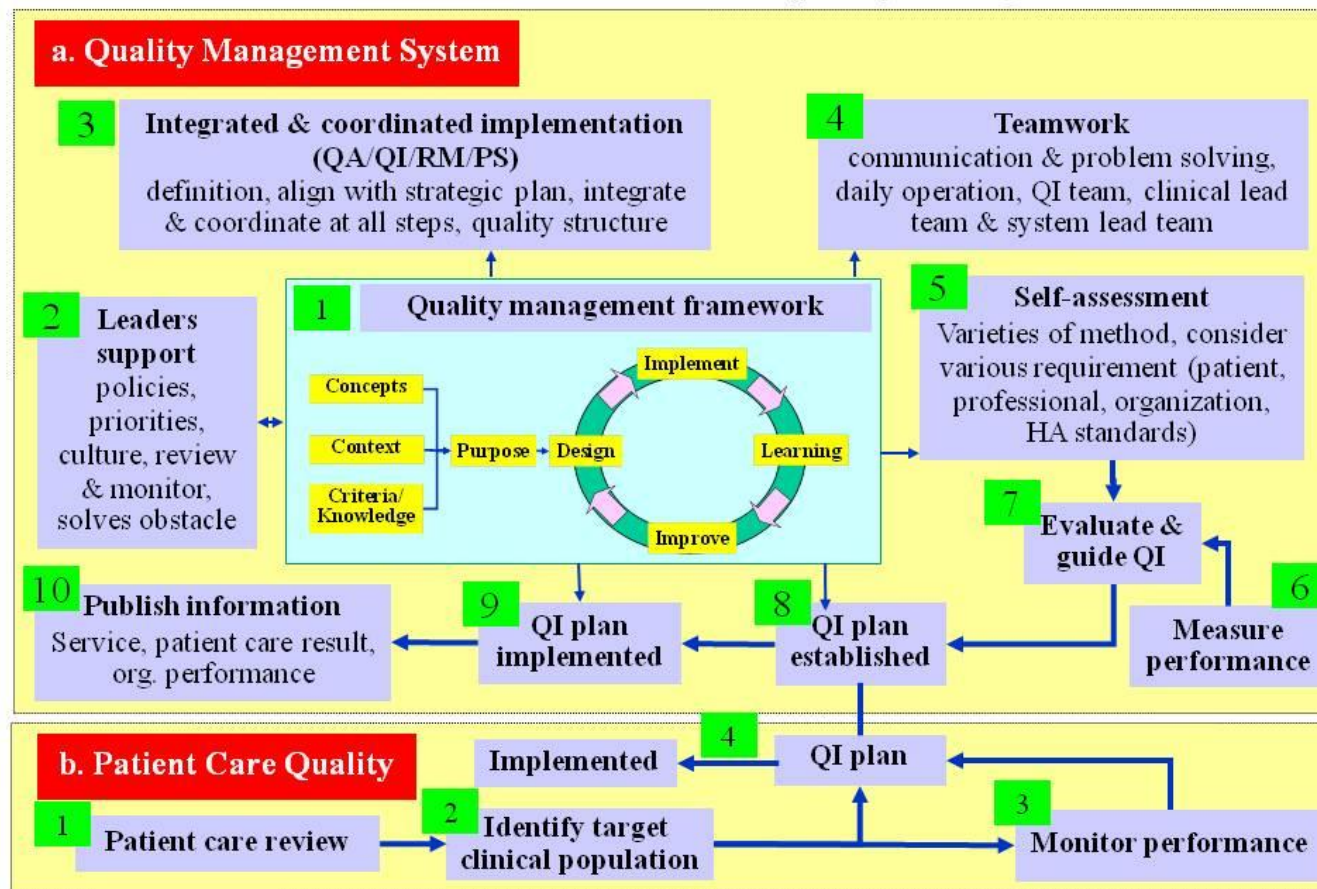 a. Quality Management System
3
Integrated & coordinated implementation
(QA/QI/RM/PS)
definition, align with strategic plan, integrate
& coordinate at all steps, quality structure
4
Teamwork
communication & problem solving,
daily operation, QI team, clinical lead
team & system lead team
2
Leaders
support
policies,
priorities,
culture, review
& monitor,
solves obstacle
1
Quality management framework
Concepts
Context
Criteria/
Knowledge
Purpose
Design
Implement
Learning
Improve
5
Self-assessment
Varieties of method, consider
various requirement (patient,
professional, organization,
HA standards)
7
Evaluate &
guide QI
6
Measure
performance
10
Publish information
Service, patient care result,
org. performance
9
QI plan
implemented
8
QI plan
established
b. Patient Care Quality
Implemented
4
QI plan
1
Patient care review
2
Identify target
clinical population
3
Monitor performance